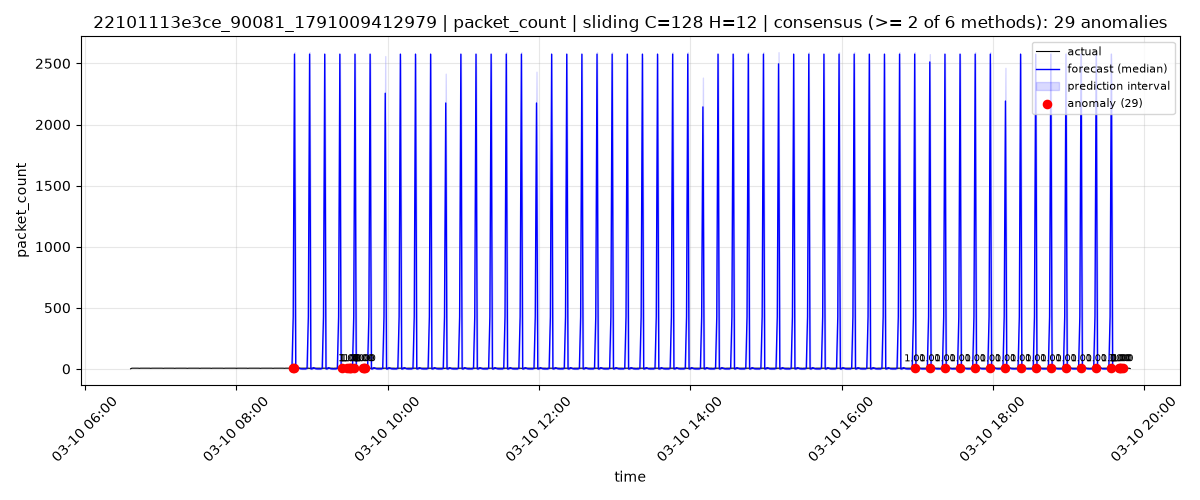 22101113e3ce_90081_1791009412979 | packet_count | sliding C=128 H=12 | consensus (>= 2 of 6 methods): 29 anomalies
actual
forecast (median)
prediction interval
anomaly (29)
packet_count
2500
2000
1500
1000
500
0
03-10 06:00
03-10 08:00
03-10 10:00
03-10 12:00
03-10 14:00
03-10 16:00
03-10 18:00
03-10 20:00
time